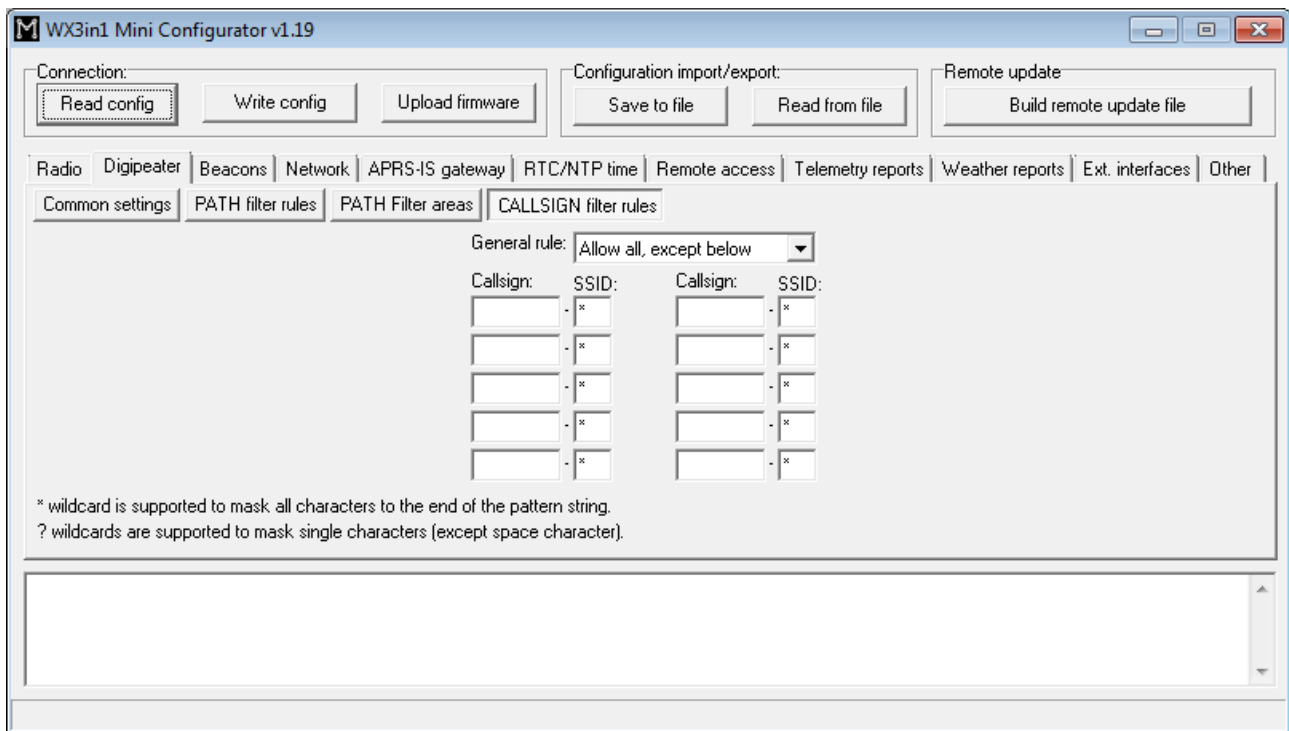 WX3in1 Mini Configurator v1.19
Connection: Configuration import/export: Remote update
Read config Write config Upload firmware Save to file Read from file Build remote update file
Radio Digipeater Beacons Network APRS-IS gateway RTC/NTP time Remote access Telemetry reports Weather reports Ext. interfaces Other
Common settings PATH filter rules PATH Filter areas CALLSIGN filter rules
General rule: Allow all, except below
Callsign: SSID: Callsign: SSID:
- * - *
- * - *
- * - *
- * - *
- * - *
* wildcard is supported to mask all characters to the end of the pattern string.
? wildcards are supported to mask single characters (except space character).